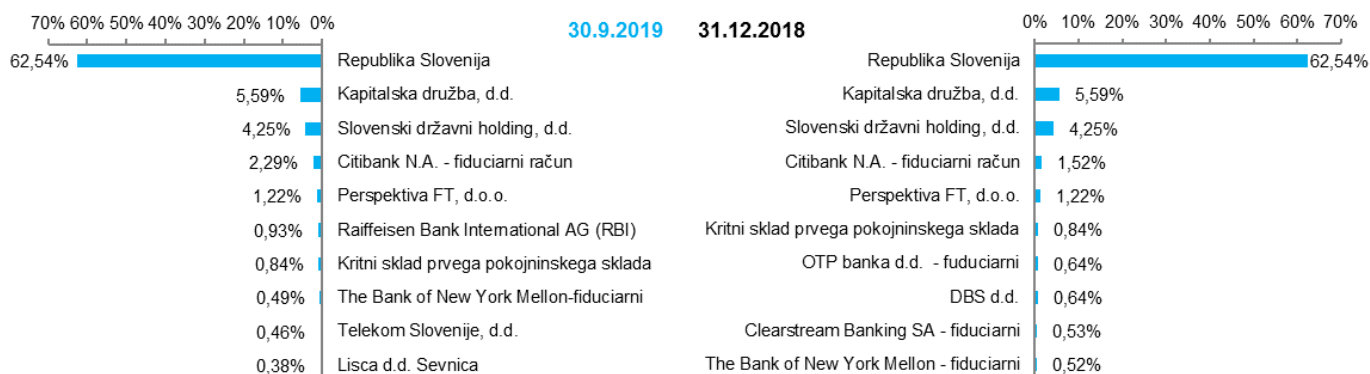 70% 60% 50% 40% 30% 20% 10% 0% 30.9.2019 31.12.2018 0% 10% 20% 30% 40% 50% 60% 70%
62,54% Republika Slovenija Republika Slovenija 62,54%
5,59% Kapitalska družba, d.d. Kapitalska družba, d.d. 5,59%
4,25% Slovenski državni holding, d.d. Slovenski državni holding, d.d. 4,25%
2,29% Citibank N.A. - fiduciarni račun Citibank N.A. - fiduciarni račun 1,52%
1,22% Perspektiva FT, d.o.o. Perspektiva FT, d.o.o. 1,22%
0,93% Raiffeisen Bank International AG (RBI) Kritni sklad prvega pokojninskega sklada 0,84%
0,84% Kritni sklad prvega pokojninskega sklada OTP banka d.d. - fuduciarni 0,64%
0,49% The Bank of New York Mellon-fiduciarni DBS d.d. 0,64%
0,46% Telekom Slovenije, d.d. Clearstream Banking SA - fiduciarni 0,53%
0,38% Lisca d.d. Sevnica The Bank of New York Mellon - fiduciarni 0,52%